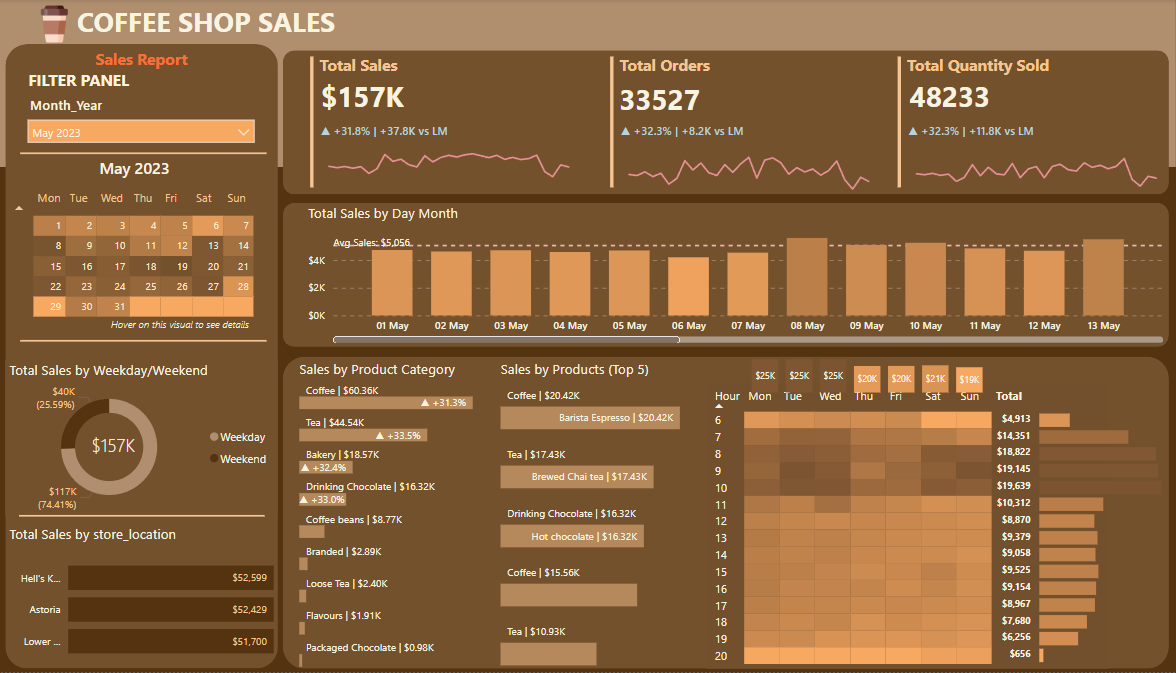 COFFEE SHOP SALES
Sales Report
FILTER PANEL
Month_Year
May 2023
May 2023
Mon Tue Wed Thu Fri Sat Sun
1 2 3 4 5 6 7
8 9 10 11 12 13 14
15 16 17 18 19 20 21
22 23 24 25 26 27 28
29 30 31
Hover on this visual to see details
Total Sales by Weekday/Weekend
$40K
(25.59%)
$157K
Weekday
Weekend
$117K
(74.41%)
Total Sales by store_location
Hell's K... $52,599
Astoria $52,429
Lower ... $51,700
Total Sales
$157K
▲ +31.8% | +37.8K vs LM
Total Orders
33527
▲ +32.3% | +8.2K vs LM
Total Quantity Sold
48233
▲ +32.3% | +11.8K vs LM
Total Sales by Day Month
Avg Sales: $5,056
$4K
$2K
$0K
01 May 02 May 03 May 04 May 05 May 06 May 07 May 08 May 09 May 10 May 11 May 12 May 13 May
Sales by Product Category
Coffee | $60.36K
▲ +31.3%
Tea | $44.54K
▲ +33.5%
Bakery | $18.57K
▲ +32.4%
Drinking Chocolate | $16.32K
▲ +33.0%
Coffee beans | $8.77K
Branded | $2.89K
Loose Tea | $2.40K
Flavours | $1.91K
Packaged Chocolate | $0.98K
Sales by Products (Top 5)
Coffee | $20.42K
Barista Espresso | $20.42K
Tea | $17.43K
Brewed Chai tea | $17.43K
Drinking Chocolate | $16.32K
Hot chocolate | $16.32K
Coffee | $15.56K
Tea | $10.93K
$25K $25K $25K $20K $20K $21K $19K
Hour Mon Tue Wed Thu Fri Sat Sun Total
6 $4,913
7 $14,351
8 $18,822
9 $19,145
10 $19,639
11 $10,312
12 $8,870
13 $9,379
14 $9,058
15 $9,525
16 $9,154
17 $8,967
18 $7,680
19 $6,256
20 $656